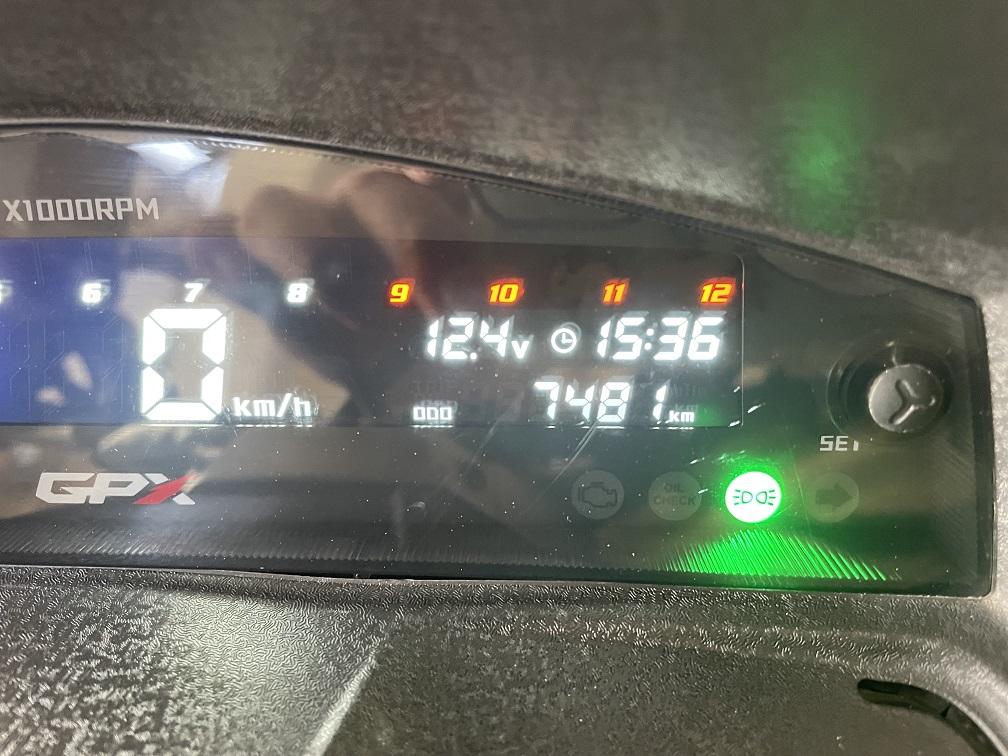 X1000RPM
6 7 8 9 10 11 12
12.4v 15:36
0 km/h
ODO 7481 km
SET
GPX
OIL
CHECK